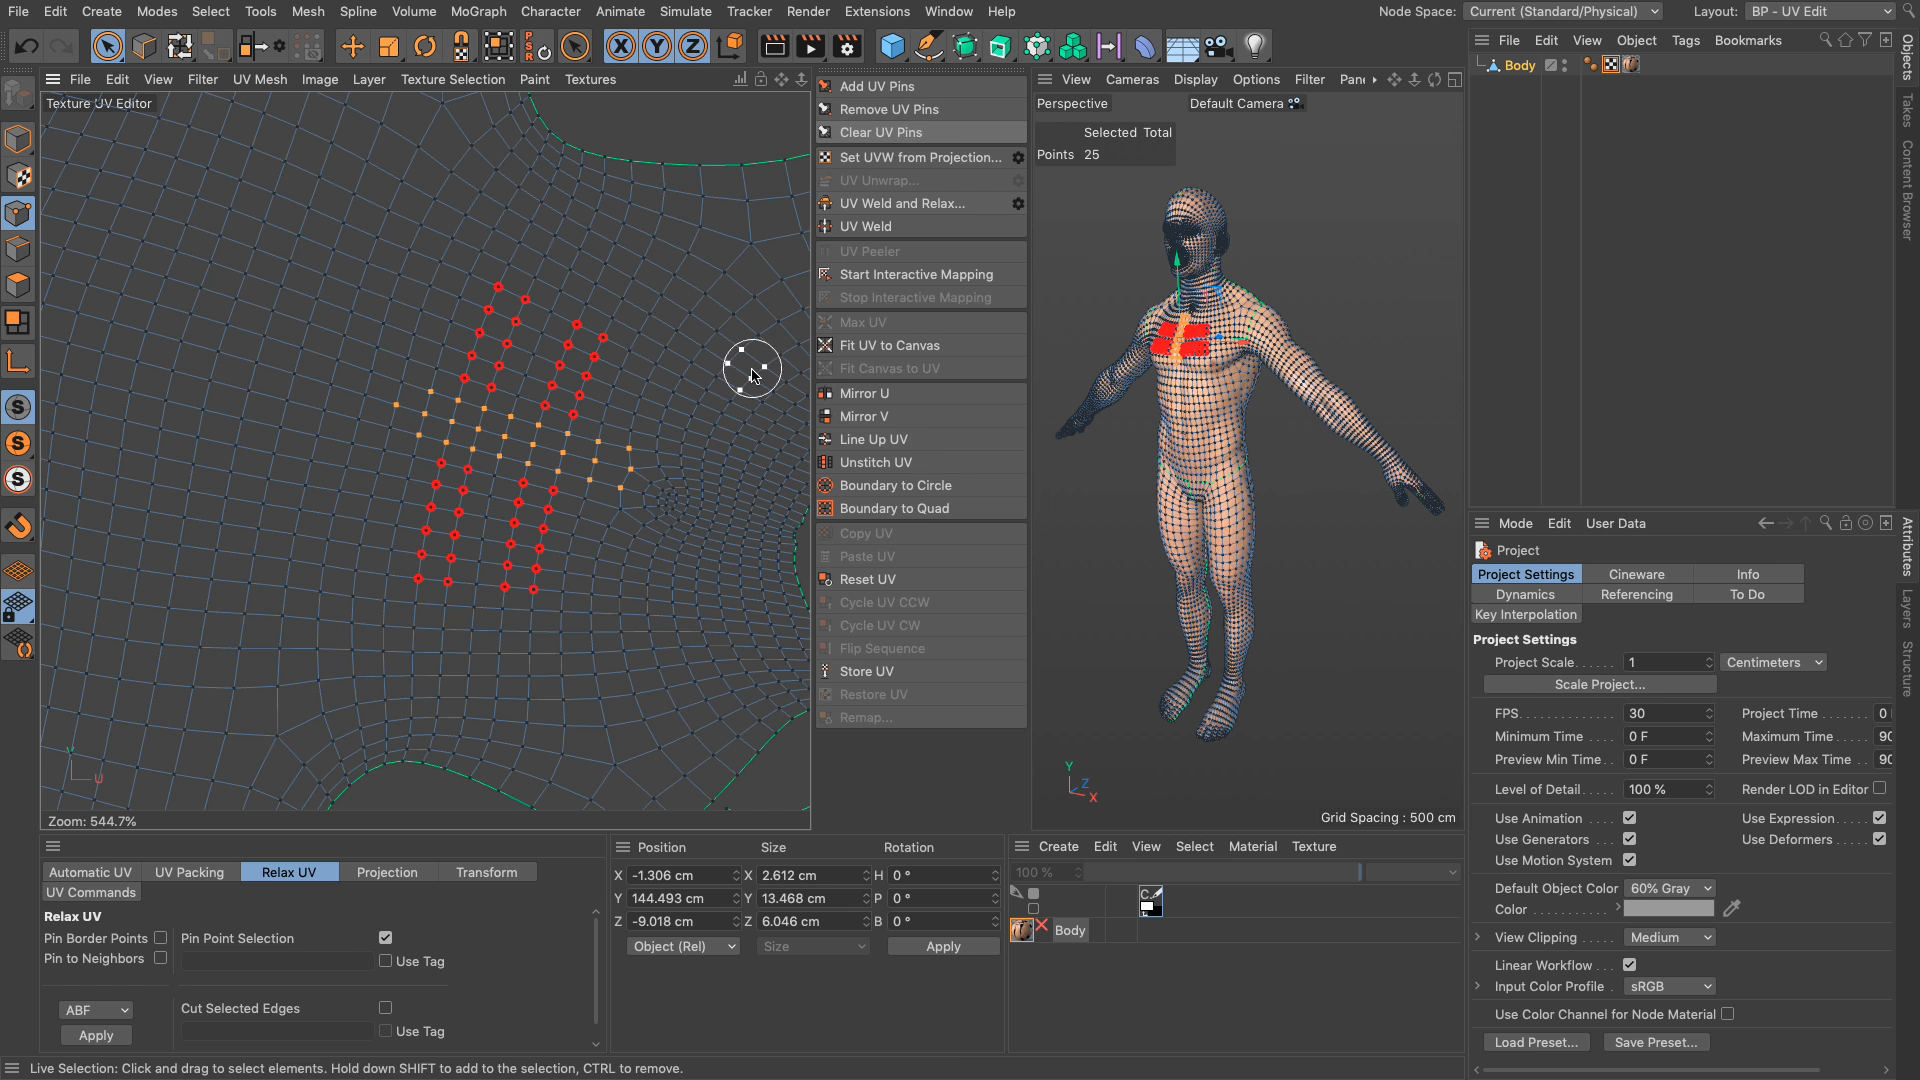 File Edit Create Modes Select Tools Mesh Spline Volume MoGraph Character Animate Simulate Tracker Render Extensions Window Help Node Space: Current (Standard/Physical) Layout: BP - UV Edit
PSR X Y Z
File Edit View Object Tags Bookmarks
Body
Objects
Takes
Content Browser
File Edit View Filter UV Mesh Image Layer Texture Selection Paint Textures
Texture UV Editor
V
U
Zoom: 544.7%
S
S
S
Add UV Pins
Remove UV Pins
Clear UV Pins
Set UVW from Projection...
UV Unwrap...
UV Weld and Relax...
UV Weld
UV Peeler
Start Interactive Mapping
Stop Interactive Mapping
Max UV
Fit UV to Canvas
Fit Canvas to UV
Mirror U
Mirror V
Line Up UV
Unstitch UV
Boundary to Circle
Boundary to Quad
Copy UV
Paste UV
Reset UV
Cycle UV CCW
Cycle UV CW
Flip Sequence
Store UV
Restore UV
Remap...
View Cameras Display Options Filter Pane
Perspective Default Camera
Selected Total
Points 25
Y
Z
X
Grid Spacing : 500 cm
Mode Edit User Data
Project
Project Settings Cineware Info
Dynamics Referencing To Do
Key Interpolation
Project Settings
Project Scale 1 Centimeters
Scale Project...
FPS 30 Project Time 0
Minimum Time 0 F Maximum Time 90
Preview Min Time 0 F Preview Max Time 90
Level of Detail 100 % Render LOD in Editor
Use Animation Use Expression
Use Generators Use Deformers
Use Motion System
Default Object Color 60% Gray
Color
View Clipping Medium
Linear Workflow
Input Color Profile sRGB
Use Color Channel for Node Material
Load Preset... Save Preset...
Attributes
Layers
Structure
Automatic UV UV Packing Relax UV Projection Transform
UV Commands
Relax UV
Pin Border Points Pin Point Selection
Pin to Neighbors Use Tag
ABF Cut Selected Edges
Apply Use Tag
Position Size Rotation
X -1.306 cm X 2.612 cm H 0 °
Y 144.493 cm Y 13.468 cm P 0 °
Z -9.018 cm Z 6.046 cm B 0 °
Object (Rel) Size Apply
Create Edit View Select Material Texture
100 %
C
Body
Live Selection: Click and drag to select elements. Hold down SHIFT to add to the selection, CTRL to remove.